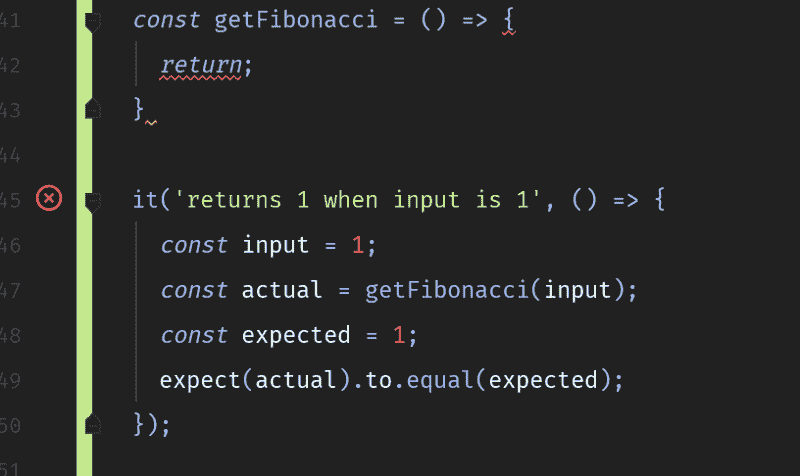 41 const getFibonacci = () => {
42 return;
43 }
44
45 it('returns 1 when input is 1', () => {
46 const input = 1;
47 const actual = getFibonacci(input);
48 const expected = 1;
49 expect(actual).to.equal(expected);
50 });
51